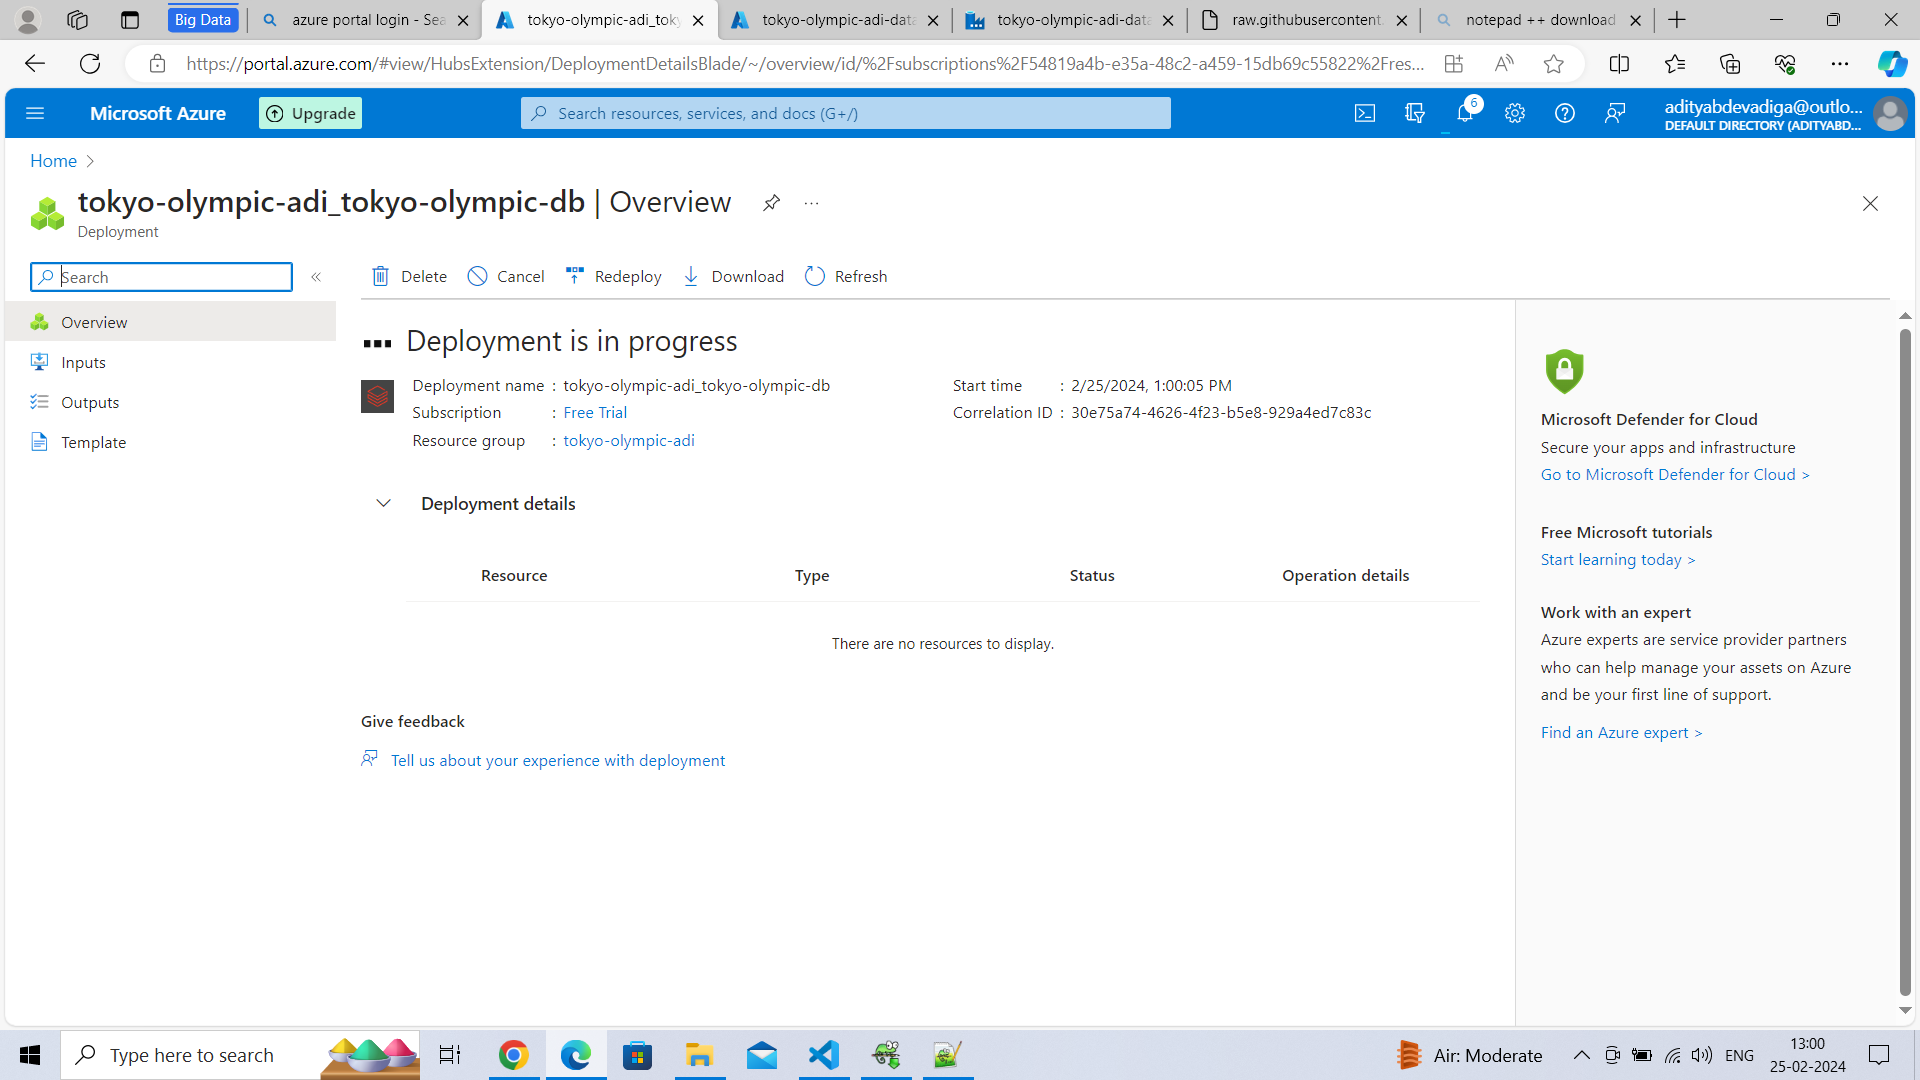 Big Data
azure portal login - Sea
tokyo-olympic-adi_toky
tokyo-olympic-adi-data
tokyo-olympic-adi-data
raw.githubusercontent.
notepad ++ download
https://portal.azure.com/#view/HubsExtension/DeploymentDetailsBlade/~/overview/id/%2Fsubscriptions%2F54819a4b-e35a-48c2-a459-15db69c55822%2Fres...
Microsoft Azure
Upgrade
Search resources, services, and docs (G+/)
6
adityabdevadiga@outlo...
DEFAULT DIRECTORY (ADITYABD...
Home
tokyo-olympic-adi_tokyo-olympic-db | Overview
Deployment
Search
Delete
Cancel
Redeploy
Download
Refresh
Overview
Inputs
Outputs
Template
Deployment is in progress
Deployment name : tokyo-olympic-adi_tokyo-olympic-db
Subscription : Free Trial
Resource group : tokyo-olympic-adi
Start time : 2/25/2024, 1:00:05 PM
Correlation ID : 30e75a74-4626-4f23-b5e8-929a4ed7c83c
Deployment details
Resource Type Status Operation details
There are no resources to display.
Give feedback
Tell us about your experience with deployment
Microsoft Defender for Cloud
Secure your apps and infrastructure
Go to Microsoft Defender for Cloud >
Free Microsoft tutorials
Start learning today >
Work with an expert
Azure experts are service provider partners
who can help manage your assets on Azure
and be your first line of support.
Find an Azure expert >
Type here to search
Air: Moderate
ENG
13:00
25-02-2024